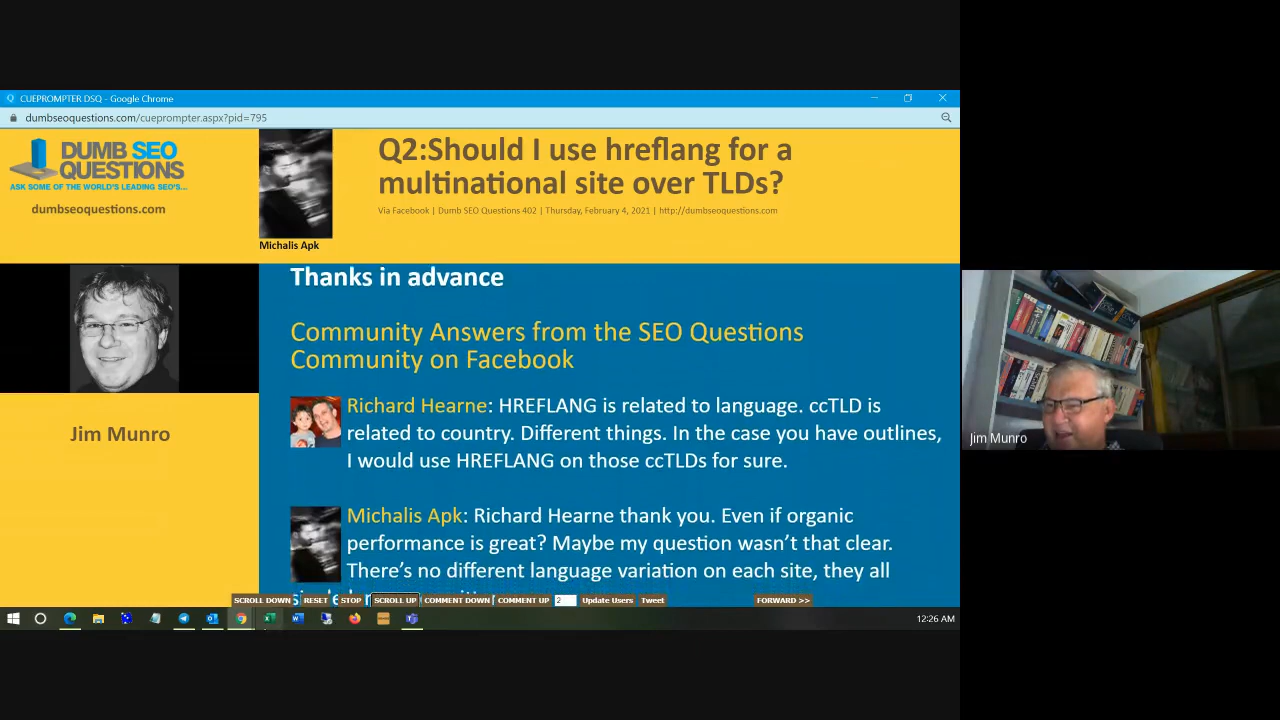 CUEPROMPTER DSQ - Google Chrome
dumbseoquestions.com/cueprompter.aspx?pid=795
DUMB SEO
QUESTIONS
ASK SOME OF THE WORLD'S LEADING SEO'S...
dumbseoquestions.com
Michalis Apk
Q2:Should I use hreflang for a
multinational site over TLDs?
Via Facebook | Dumb SEO Questions 402 | Thursday, February 4, 2021 | http://dumbseoquestions.com
Jim Munro
Thanks in advance
Community Answers from the SEO Questions
Community on Facebook
Richard Hearne: HREFLANG is related to language. ccTLD is
related to country. Different things. In the case you have outlines,
I would use HREFLANG on those ccTLDs for sure.
Michalis Apk: Richard Hearne thank you. Even if organic
performance is great? Maybe my question wasn't that clear.
There's no different language variation on each site, they all
SCROLL DOWN RESET STOP SCROLL UP COMMENT DOWN COMMENT UP 2 Update Users Tweet FORWARD >>
12:26 AM
Jim Munro